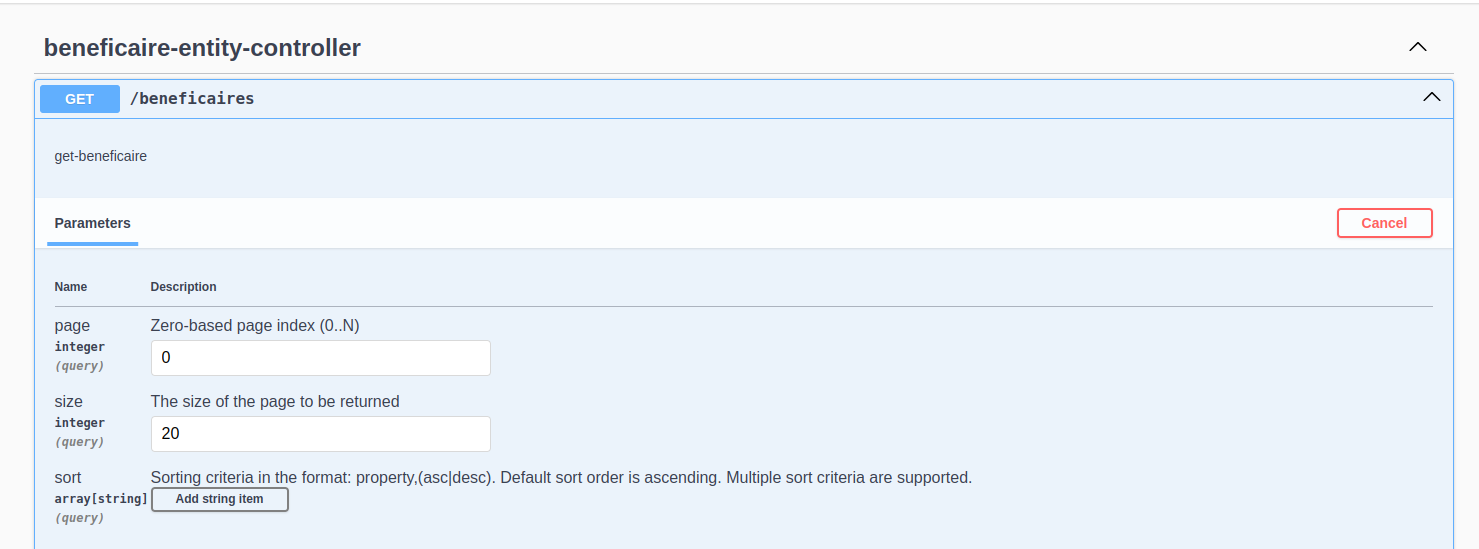 beneficaire-entity-controller
GET /beneficaires
get-beneficaire
Parameters Cancel
Name Description
page Zero-based page index (0..N)
integer
(query)
0
size The size of the page to be returned
integer
(query)
20
sort Sorting criteria in the format: property,(asc|desc). Default sort order is ascending. Multiple sort criteria are supported.
array[string] Add string item
(query)